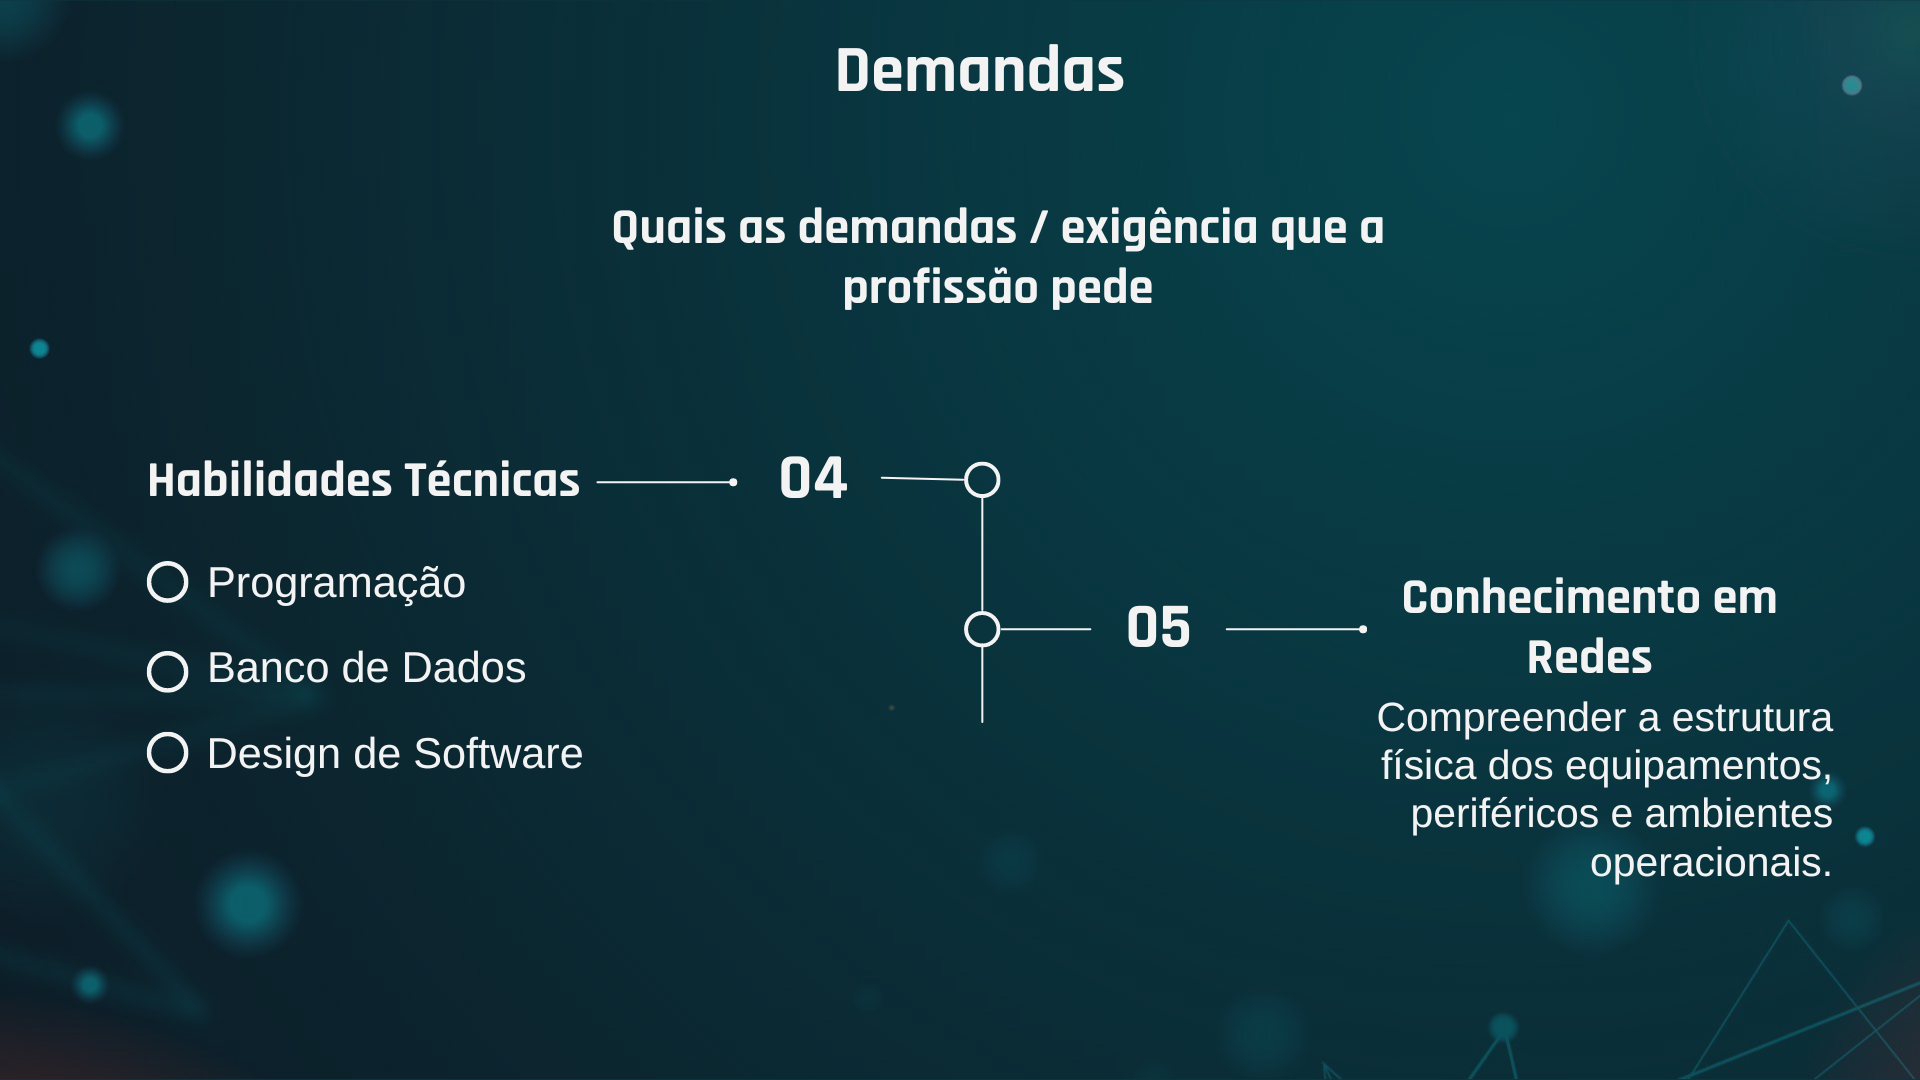 Demandas
Quais as demandas / exigência que a
profissão pede
Habilidades Técnicas
04
Programação
Banco de Dados
Design de Software
05
Conhecimento em
Redes
Compreender a estrutura
física dos equipamentos,
periféricos e ambientes
operacionais.